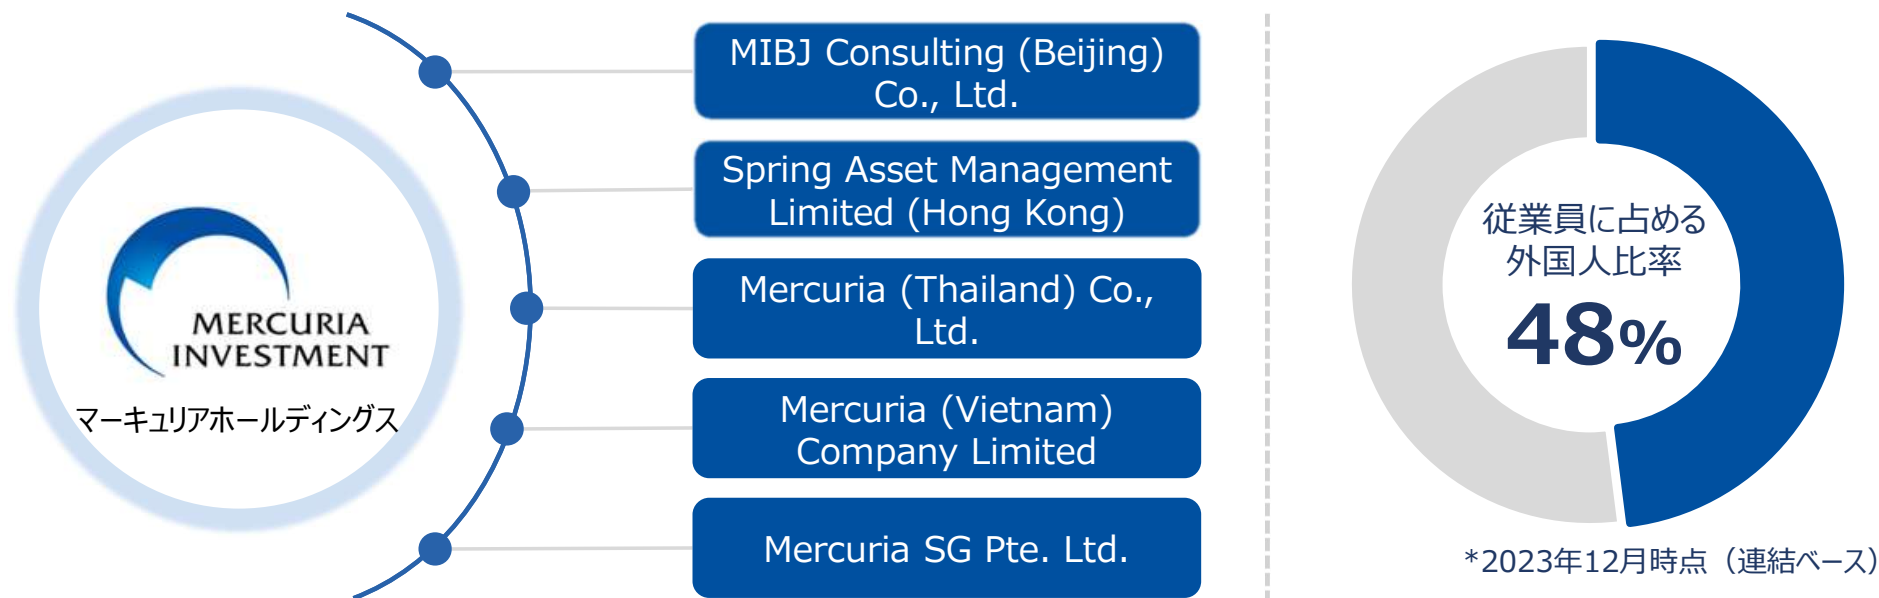 MERCURIA
INVESTMENT
マーキュリアホールディングス
MIBJ Consulting (Beijing)
Co., Ltd.
Spring Asset Management
Limited (Hong Kong)
Mercuria (Thailand) Co.,
Ltd.
Mercuria (Vietnam)
Company Limited
Mercuria SG Pte. Ltd.
従業員に占める
外国人比率
48%
*2023年12月時点（連結ベース）